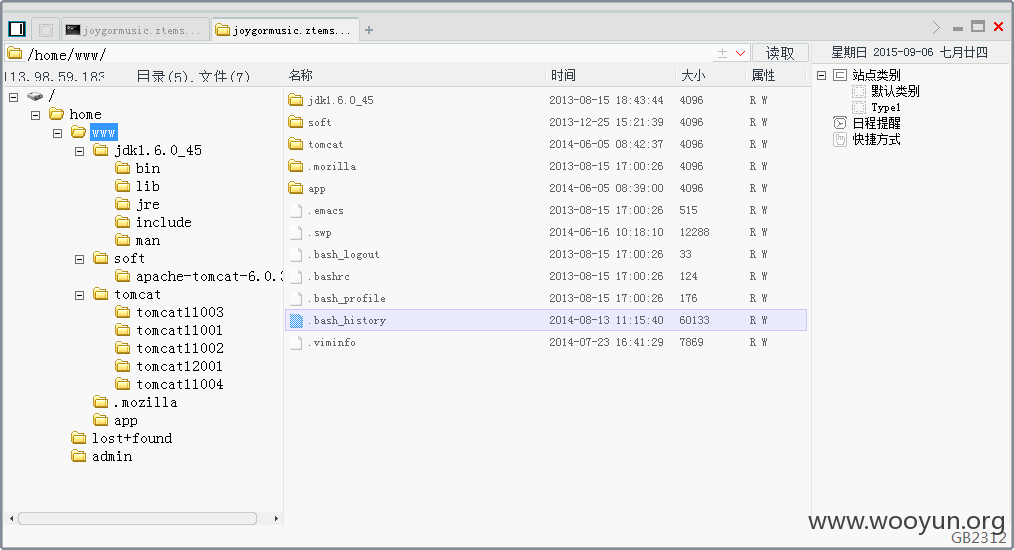 joygormusic.ztems...
joygormusic.ztems...
/home/www/
读取
星期日 2015-09-06 七月廿四
113.98.59.183 目录(5),文件(7)
/
home
www
jdk1.6.0_45
bin
lib
jre
include
man
soft
apache-tomcat-6.0.3
tomcat
tomcat11003
tomcat11001
tomcat11002
tomcat12001
tomcat11004
.mozilla
app
lost+found
admin
名称 时间 大小 属性
jdk1.6.0_45 2013-08-15 18:43:44 4096 R W
soft 2013-12-25 15:21:39 4096 R W
tomcat 2014-06-05 08:42:37 4096 R W
.mozilla 2013-08-15 17:00:26 4096 R W
app 2014-06-05 08:39:00 4096 R W
.emacs 2013-08-15 17:00:26 515 R W
.swp 2014-06-16 10:18:10 12288 R W
.bash_logout 2013-08-15 17:00:26 33 R W
.bashrc 2013-08-15 17:00:26 124 R W
.bash_profile 2013-08-15 17:00:26 176 R W
.bash_history 2014-08-13 11:15:40 60133 R W
.viminfo 2014-07-23 16:41:29 7869 R W
站点类别
默认类别
Type1
日程提醒
快捷方式
www.wooyun.org
GB2312